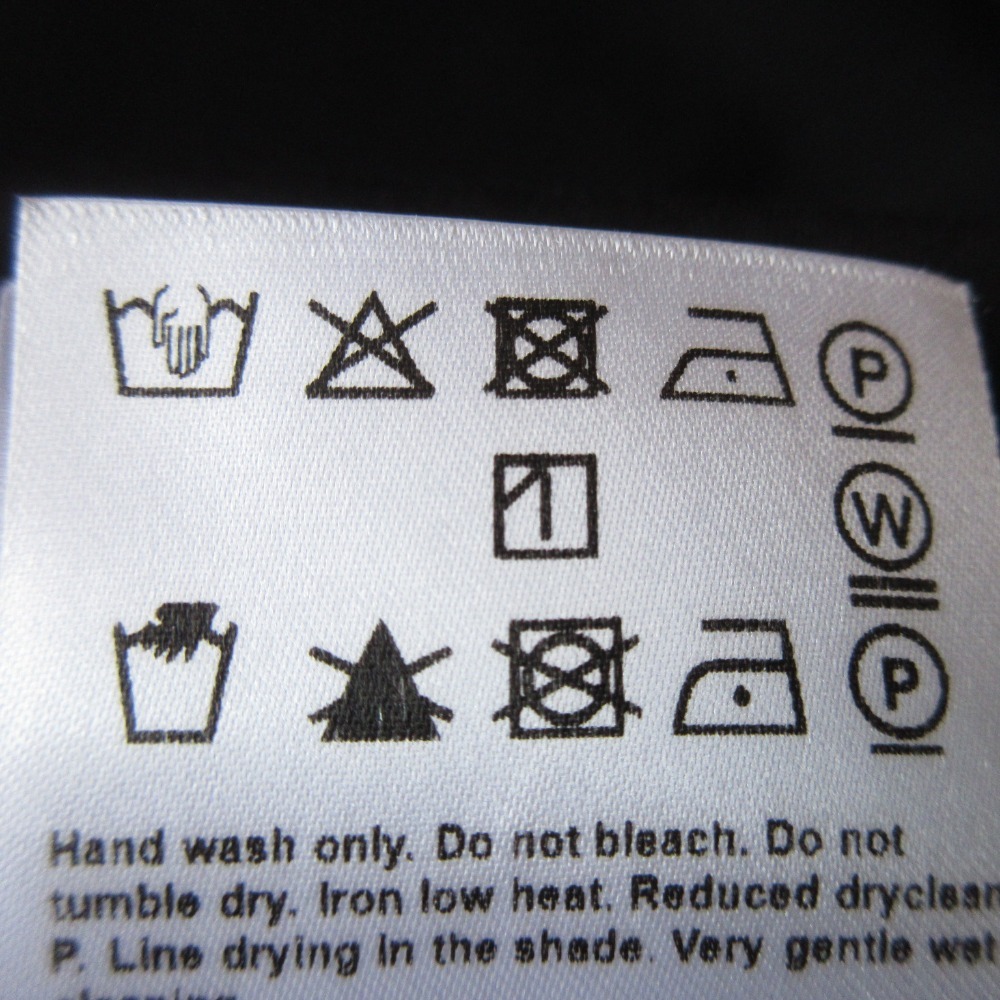 P
W
P
Hand wash only. Do not bleach. Do not
tumble dry. Iron low heat. Reduced dryclean
P. Line drying in the shade. Very gentle wet
cleaning